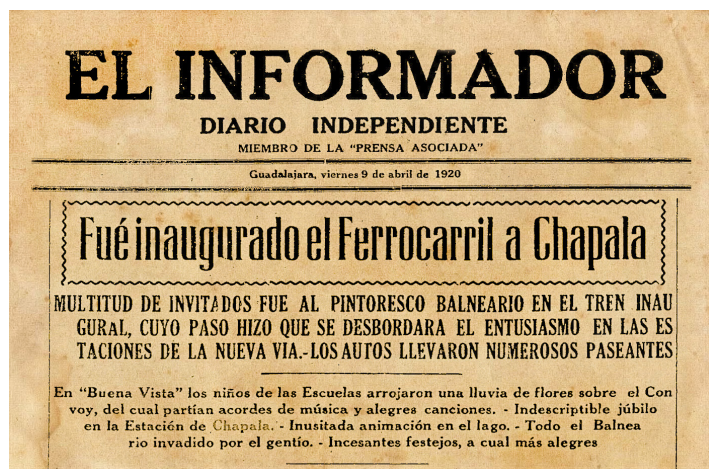 EL INFORMADOR
DIARIO INDEPENDIENTE
MIEMBRO DE LA "PRENSA ASOCIADA"
Guadalajara, viernes 9 de abril de 1920
Fué inaugurado el Ferrocarril a Chapala
MULTITUD DE INVITADOS FUE AL PINTORESCO BALNEARIO EN EL TREN INAU
GURAL, CUYO PASO HIZO QUE SE DESBORDARA EL ENTUSIASMO EN LAS ES
TACIONES DE LA NUEVA VIA.-LOS AUTOS LLEVARON NUMEROSOS PASEANTES
En "Buena Vista" los niños de las Escuelas arrojaron una lluvia de flores sobre el Con
voy, del cual partían acordes de música y alegres canciones. - Indescriptible júbilo
en la Estación de Chapala. - Inusitada animación en el lago. - Todo el Balnea
rio invadido por el gentío. - Incesantes festejos, a cual más alegres